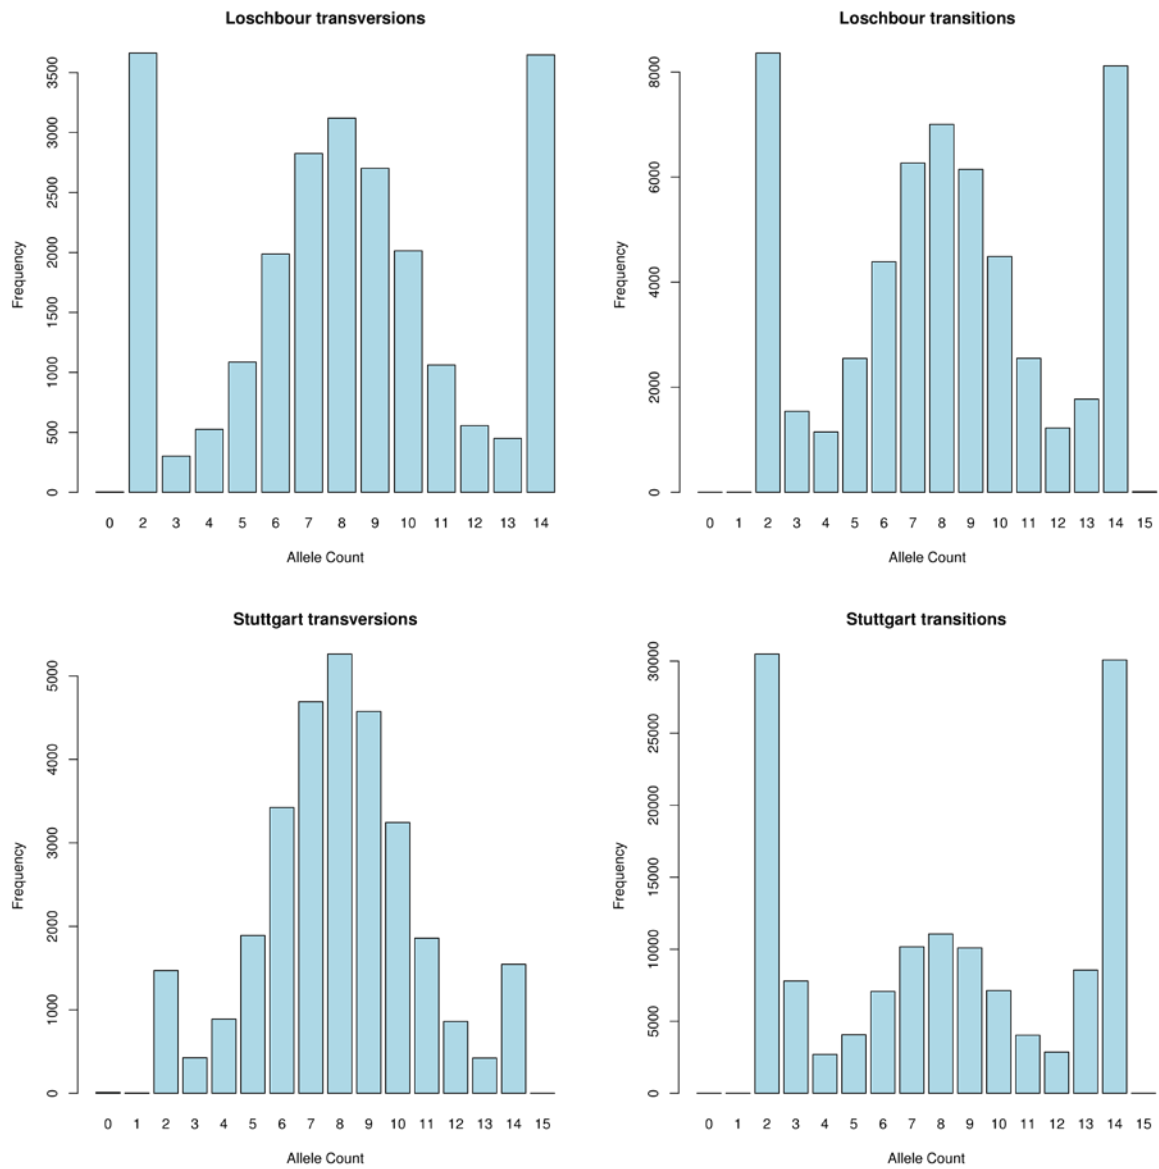 Loschbour transversions
Frequency
0 500 1000 1500 2000 2500 3000 3500
0 2 3 4 5 6 7 8 9 10 11 12 13 14
Allele Count
Loschbour transitions
Frequency
0 2000 4000 6000 8000
0 1 2 3 4 5 6 7 8 9 10 11 12 13 14 15
Allele Count
Stuttgart transversions
Frequency
0 1000 2000 3000 4000 5000
0 1 2 3 4 5 6 7 8 9 10 11 12 13 14 15
Allele Count
Stuttgart transitions
Frequency
0 5000 10000 15000 20000 25000 30000
0 1 2 3 4 5 6 7 8 9 10 11 12 13 14 15
Allele Count